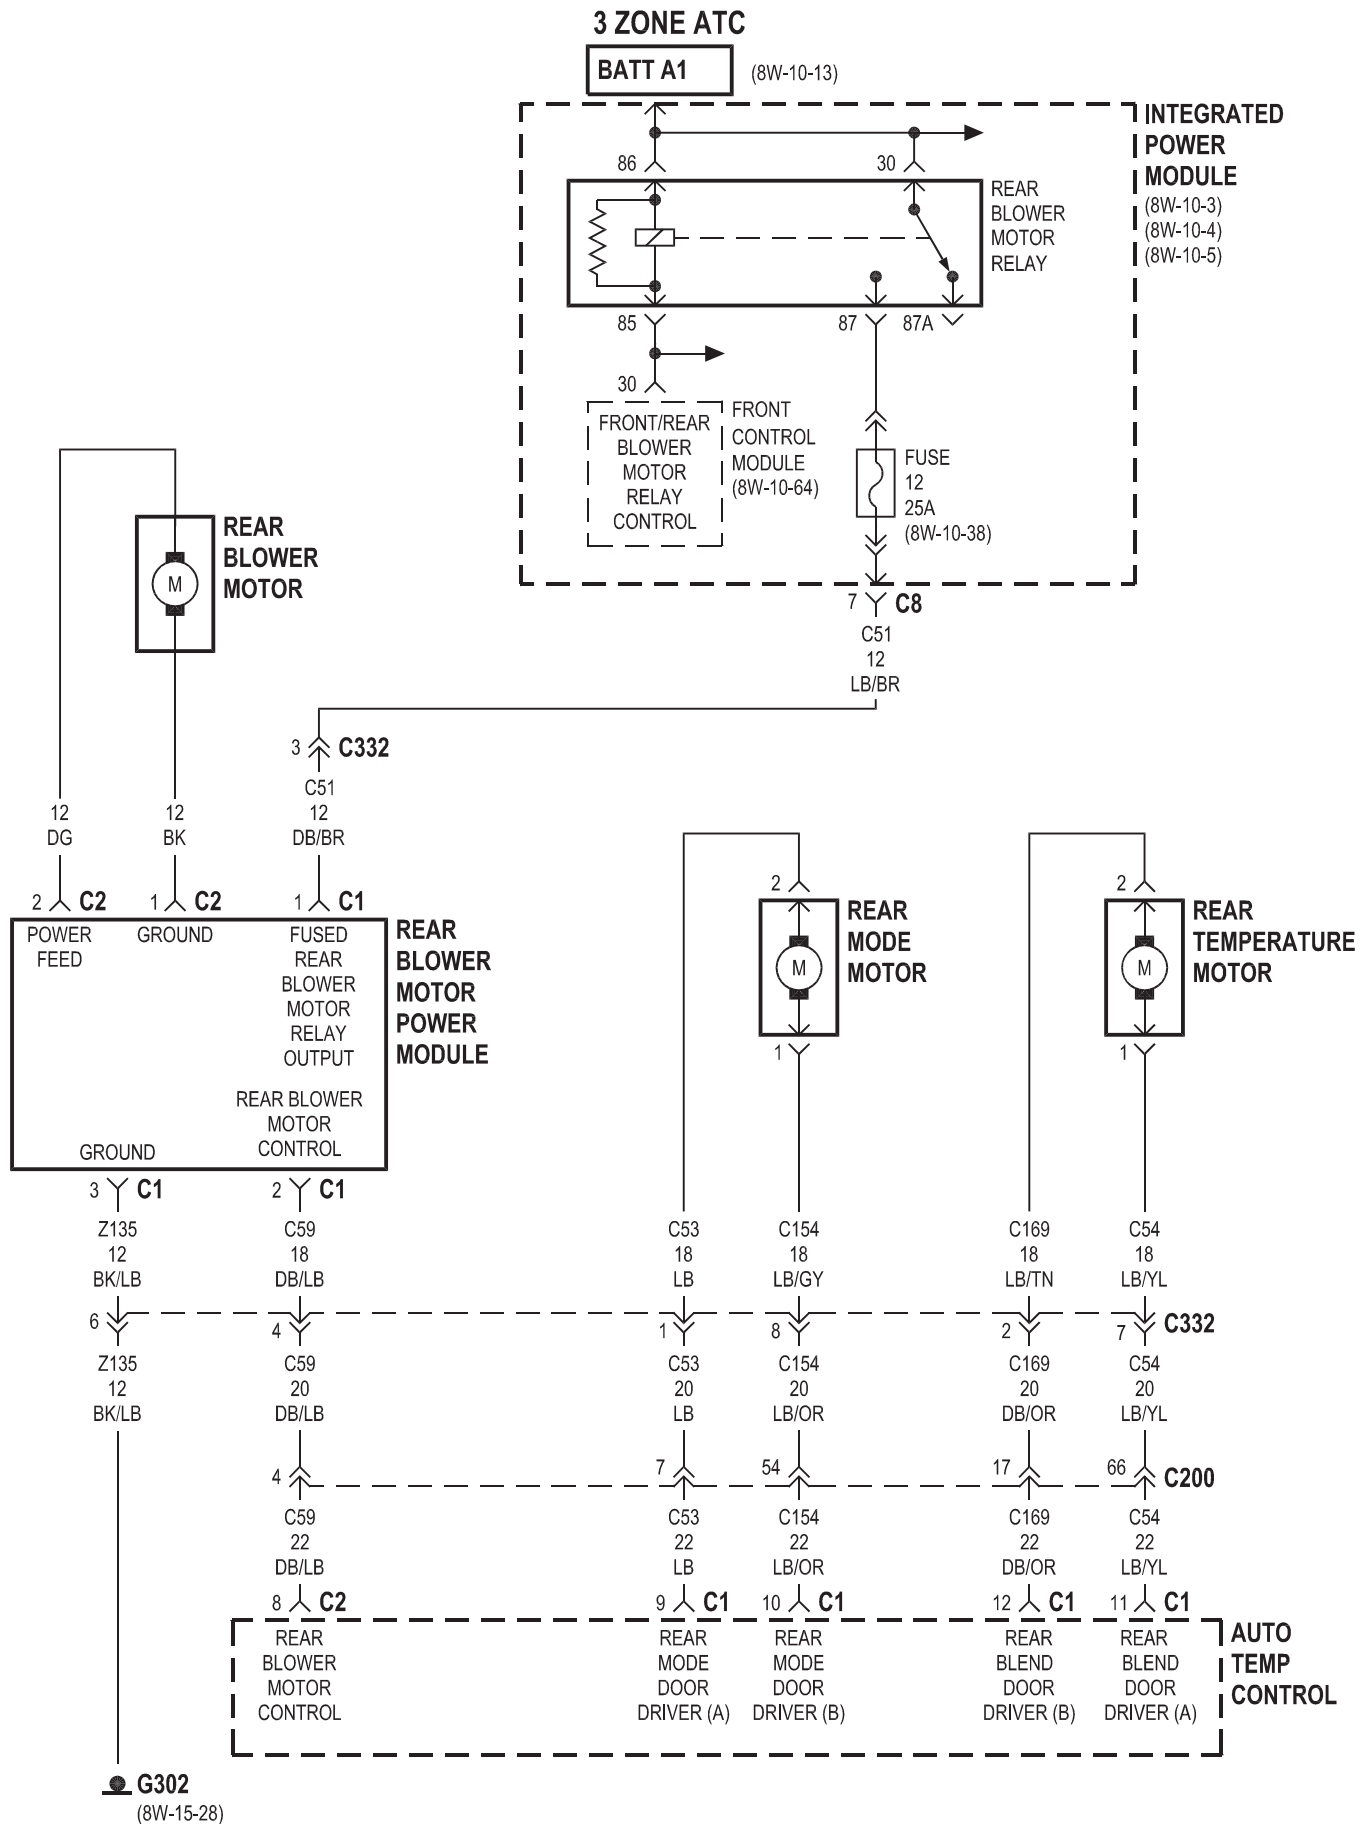 3 ZONE ATC
BATT A1
(8W-10-13)
INTEGRATED
POWER
MODULE
(8W-10-3)
(8W-10-4)
(8W-10-5)
86
30
REAR
BLOWER
MOTOR
RELAY
85
87
87A
30
FRONT/REAR
BLOWER
MOTOR
RELAY
CONTROL
FRONT
CONTROL
MODULE
(8W-10-64)
FUSE
12
25A
(8W-10-38)
7
C8
C51
12
LB/BR
M
REAR
BLOWER
MOTOR
3
C332
C51
12
DB/BR
12
DG
12
BK
2
C2
1
C2
1
C1
POWER
FEED
GROUND
FUSED
REAR
BLOWER
MOTOR
RELAY
OUTPUT
REAR BLOWER
MOTOR
CONTROL
GROUND
REAR
BLOWER
MOTOR
POWER
MODULE
2
M
1
REAR
MODE
MOTOR
2
M
1
REAR
TEMPERATURE
MOTOR
3
C1
2
C1
Z135
12
BK/LB
C59
18
DB/LB
C53
18
LB
C154
18
LB/GY
C169
18
LB/TN
C54
18
LB/YL
6
4
1
8
2
7
C332
Z135
12
BK/LB
C59
20
DB/LB
C53
20
LB
C154
20
LB/OR
C169
20
DB/OR
C54
20
LB/YL
4
7
54
17
66
C200
C59
22
DB/LB
C53
22
LB
C154
22
LB/OR
C169
22
DB/OR
C54
22
LB/YL
8
C2
9
C1
10
C1
12
C1
11
C1
REAR
BLOWER
MOTOR
CONTROL
REAR
MODE
DOOR
DRIVER (A)
REAR
MODE
DOOR
DRIVER (B)
REAR
BLEND
DOOR
DRIVER (B)
REAR
BLEND
DOOR
DRIVER (A)
AUTO
TEMP
CONTROL
G302
(8W-15-28)